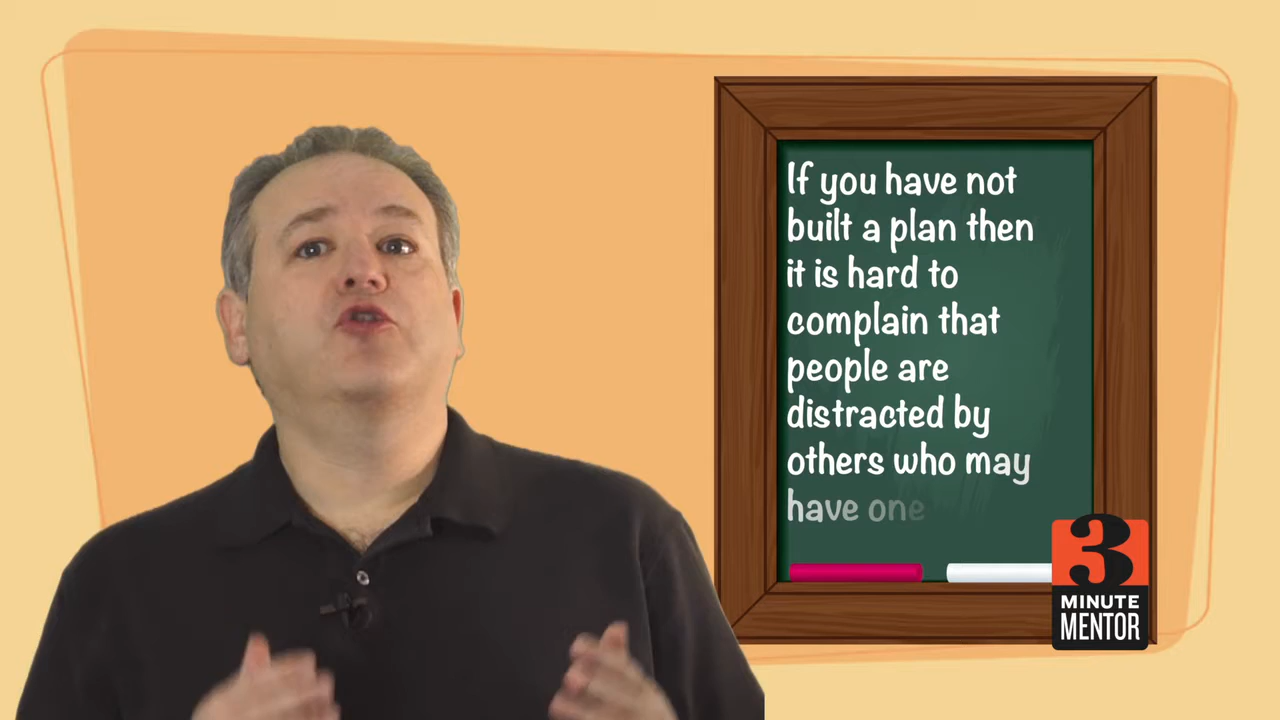 If you have not
built a plan then
it is hard to
complain that
people are
distracted by
others who may
have one
3
MINUTE
MENTOR